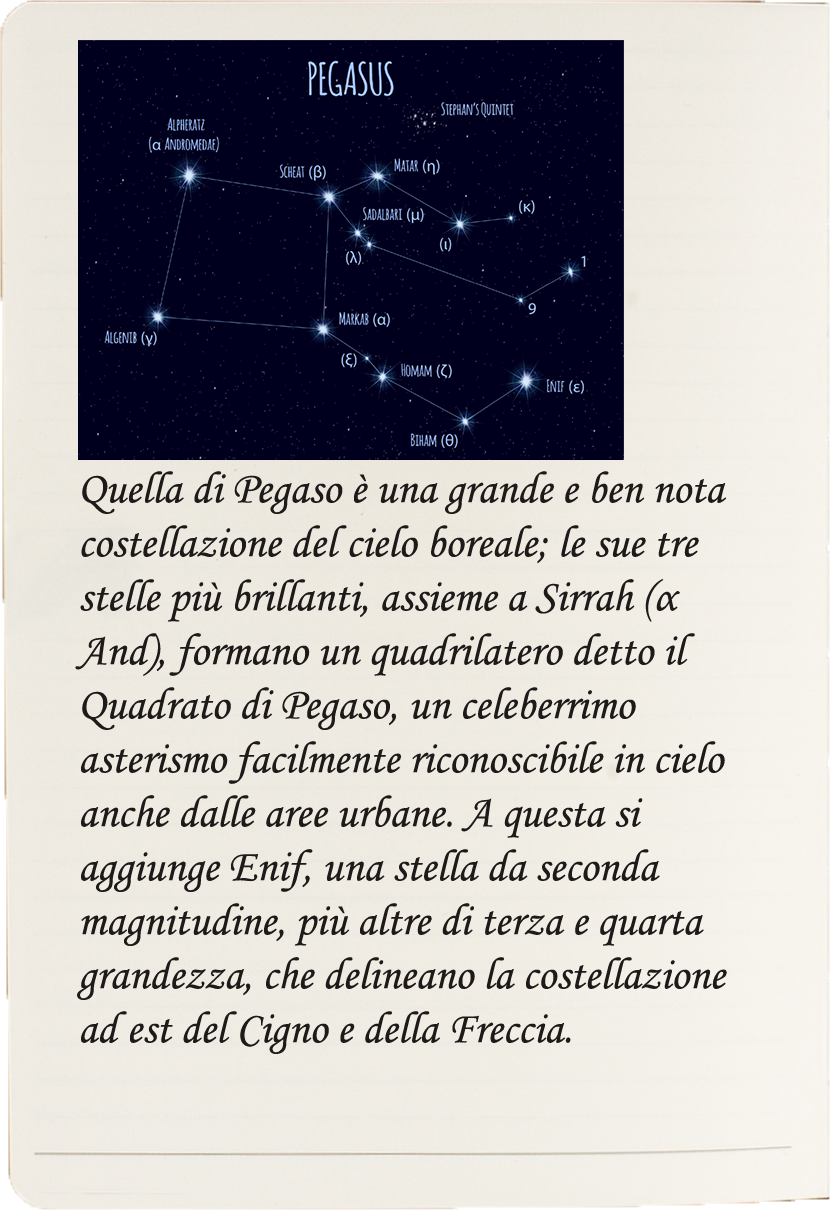 PEGASUS
STEPHAN'S QUINTET
ALPHERATZ
(α ANDROMEDAE)
SCHEAT (β)
MATAR (η)
(κ)
SADALBARI (μ)
(ι)
(λ)
1
9
MARKAB (α)
ALGENIB (γ)
(ξ)
HOMAM (ζ)
ENIF (ε)
BIHAM (θ)
Quella di Pegaso è una grande e ben nota
costellazione del cielo boreale; le sue tre
stelle più brillanti, assieme a Sirrah (α
And), formano un quadrilatero detto il
Quadrato di Pegaso, un celeberrimo
asterismo facilmente riconoscibile in cielo
anche dalle aree urbane. A questa si
aggiunge Enif, una stella da seconda
magnitudine, più altre di terza e quarta
grandezza, che delineano la costellazione
ad est del Cigno e della Freccia.